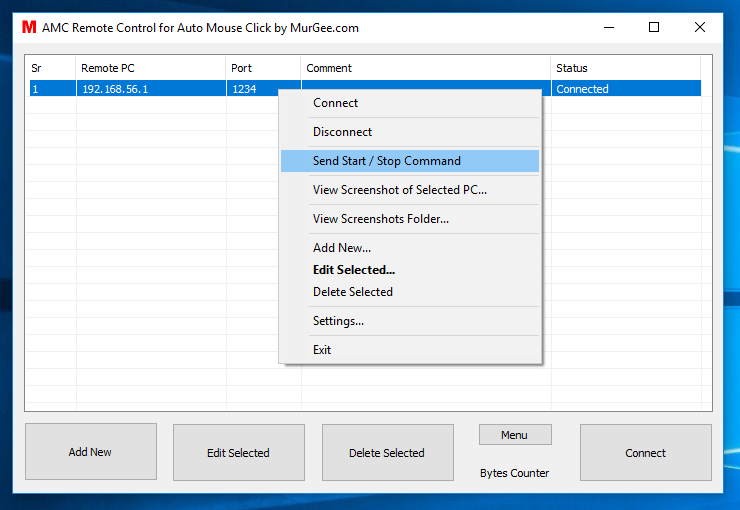 M AMC Remote Control for Auto Mouse Click by MurGee.com
Sr Remote PC Port Comment Status
1 192.168.56.1 1234 Connected
Connect
Disconnect
Send Start / Stop Command
View Screenshot of Selected PC...
View Screenshots Folder...
Add New...
Edit Selected...
Delete Selected
Settings...
Exit
Add New Edit Selected Delete Selected Menu Connect
Bytes Counter